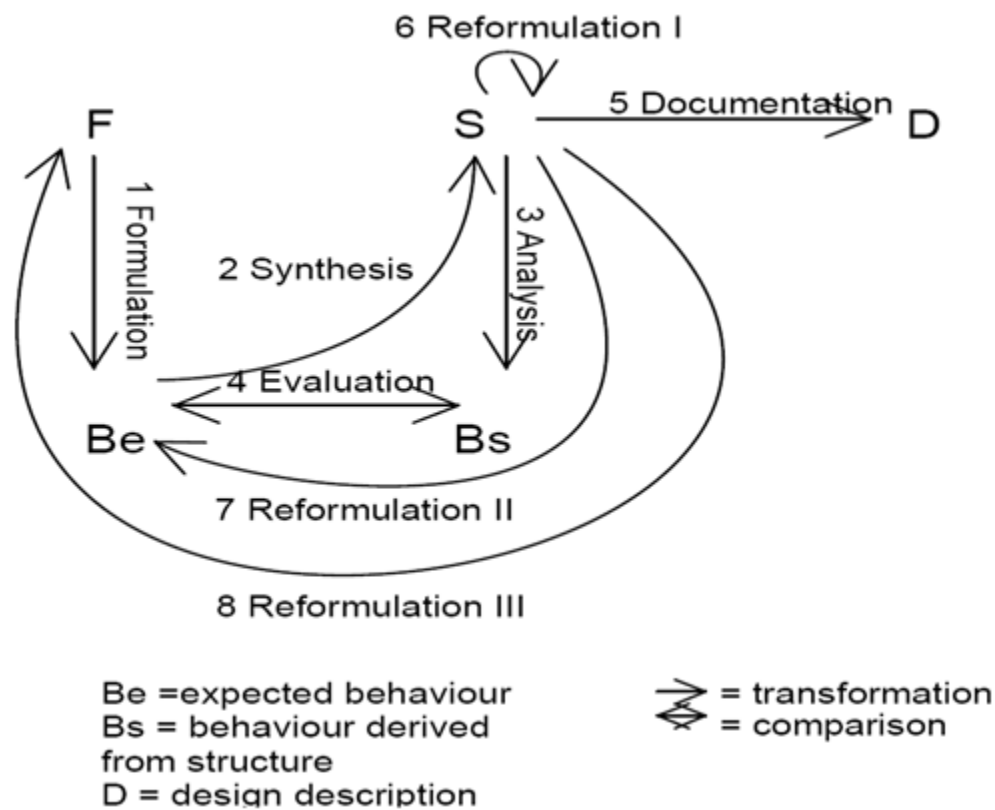 6 Reformulation I
5 Documentation
F
S
D
1 Formulation
3 Analysis
2 Synthesis
4 Evaluation
Be
Bs
7 Reformulation II
8 Reformulation III
Be =expected behaviour
= transformation
Bs = behaviour derived
= comparison
from structure
D = design description